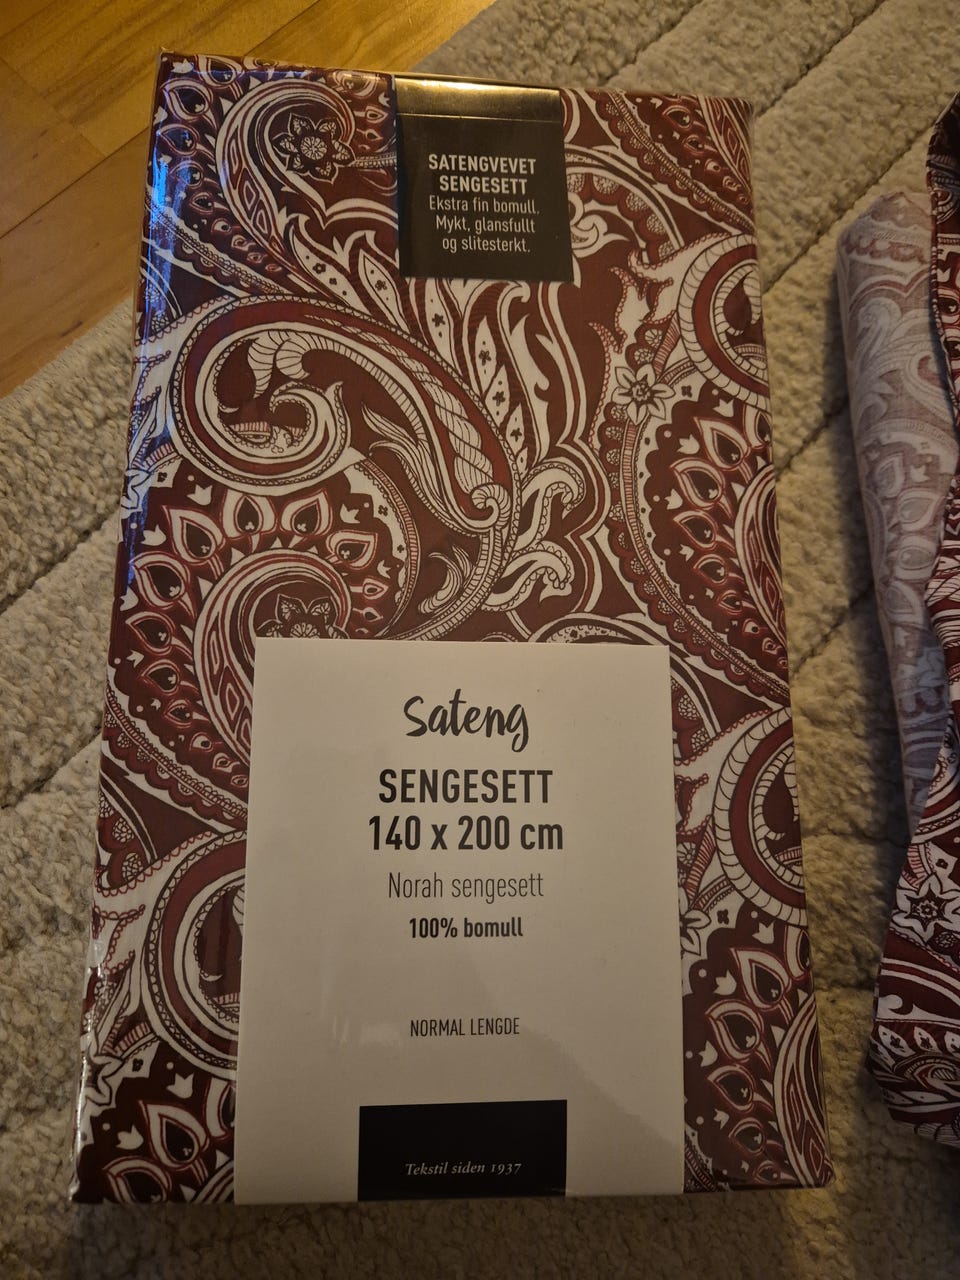 SATENGVEVET
SENGESETT
Ekstra fin bomull.
Mykt, glansfullt
og slitesterkt.
Sateng
SENGESETT
140 x 200 cm
Norah sengesett
100% bomull
NORMAL LENGDE
Tekstil siden 1937